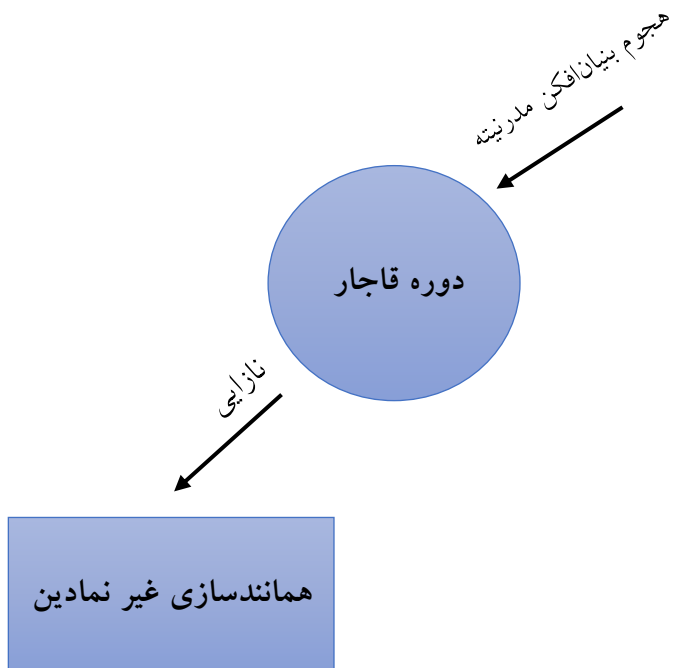 هجوم بنیان‌افکن مدرنیته
دوره قاجار
نازایی
همانندسازی غیر نمادین